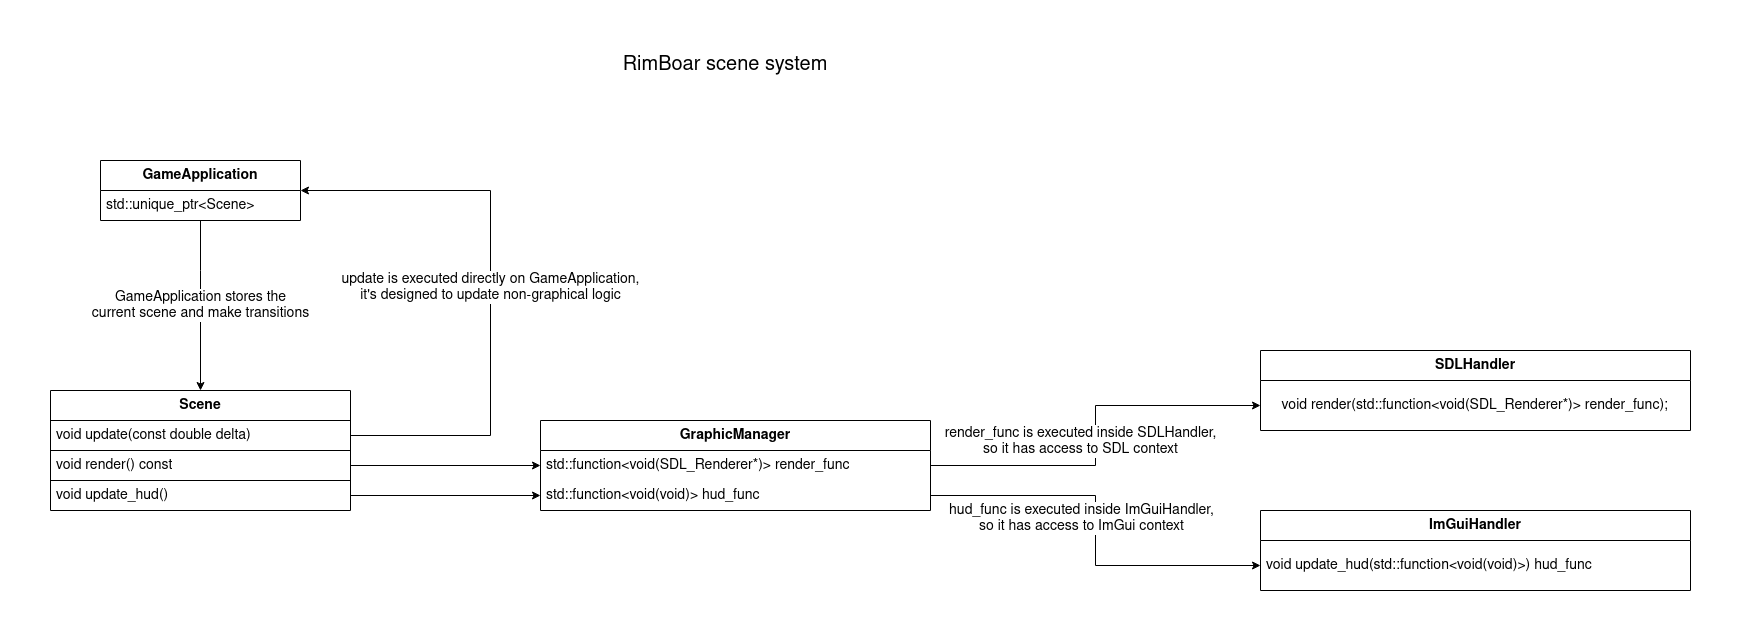 RimBoar scene system
GameApplication
std::unique_ptr<Scene>
update is executed directly on GameApplication,
it's designed to update non-graphical logic
GameApplication stores the
current scene and make transitions
Scene
void update(const double delta)
void render() const
void update_hud()
GraphicManager
std::function<void(SDL_Renderer*)> render_func
std::function<void(void)> hud_func
render_func is executed inside SDLHandler,
so it has access to SDL context
hud_func is executed inside ImGuiHandler,
so it has access to ImGui context
SDLHandler
void render(std::function<void(SDL_Renderer*)> render_func);
ImGuiHandler
void update_hud(std::function<void(void)>) hud_func